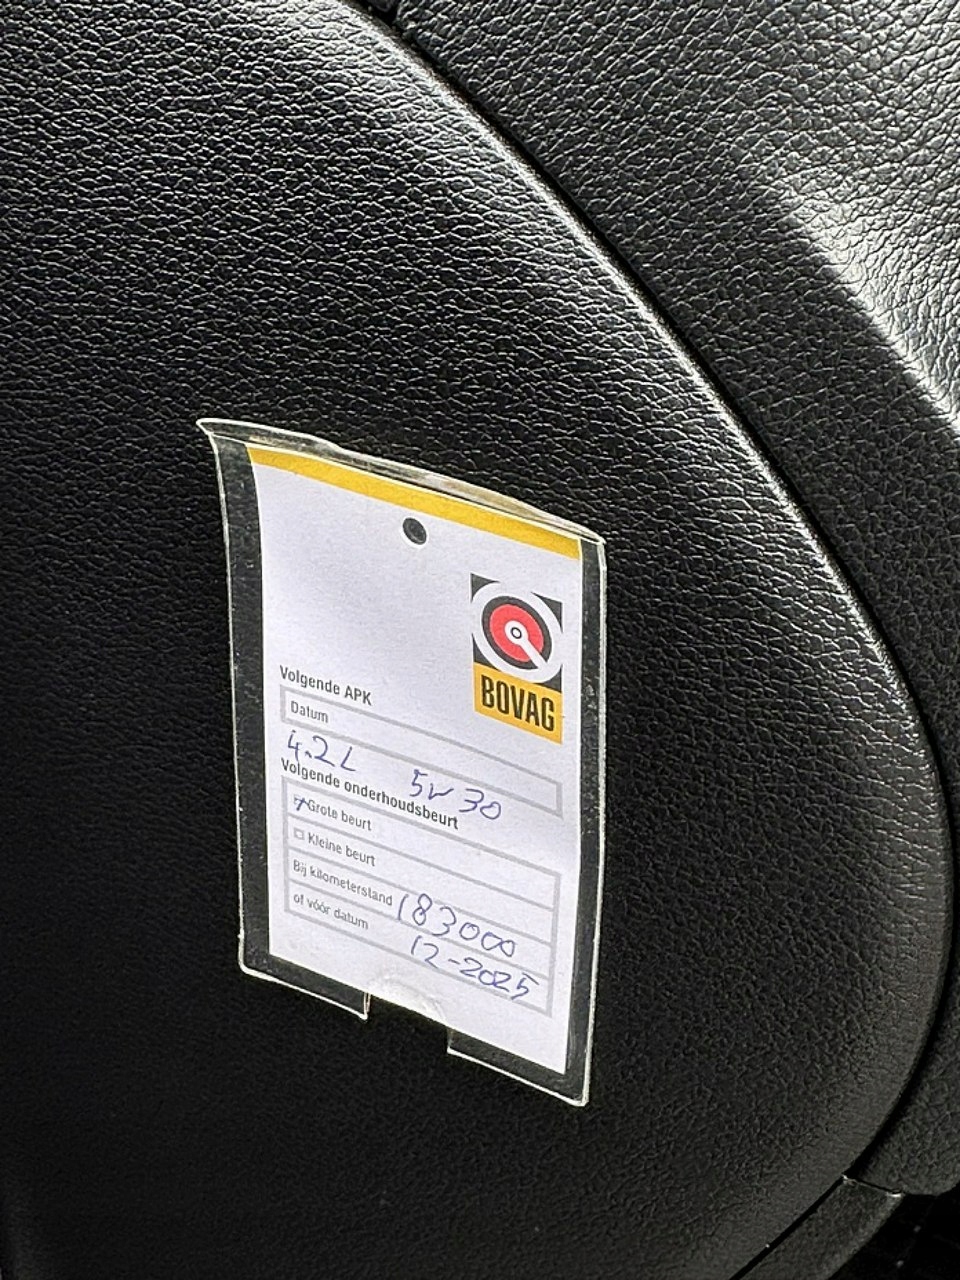 BOVAG
Volgende APK
Datum
4.2L 5w30
Volgende onderhoudsbeurt
Grote beurt
Kleine beurt
Bij kilometerstand 183000
of vóór datum 12-2025